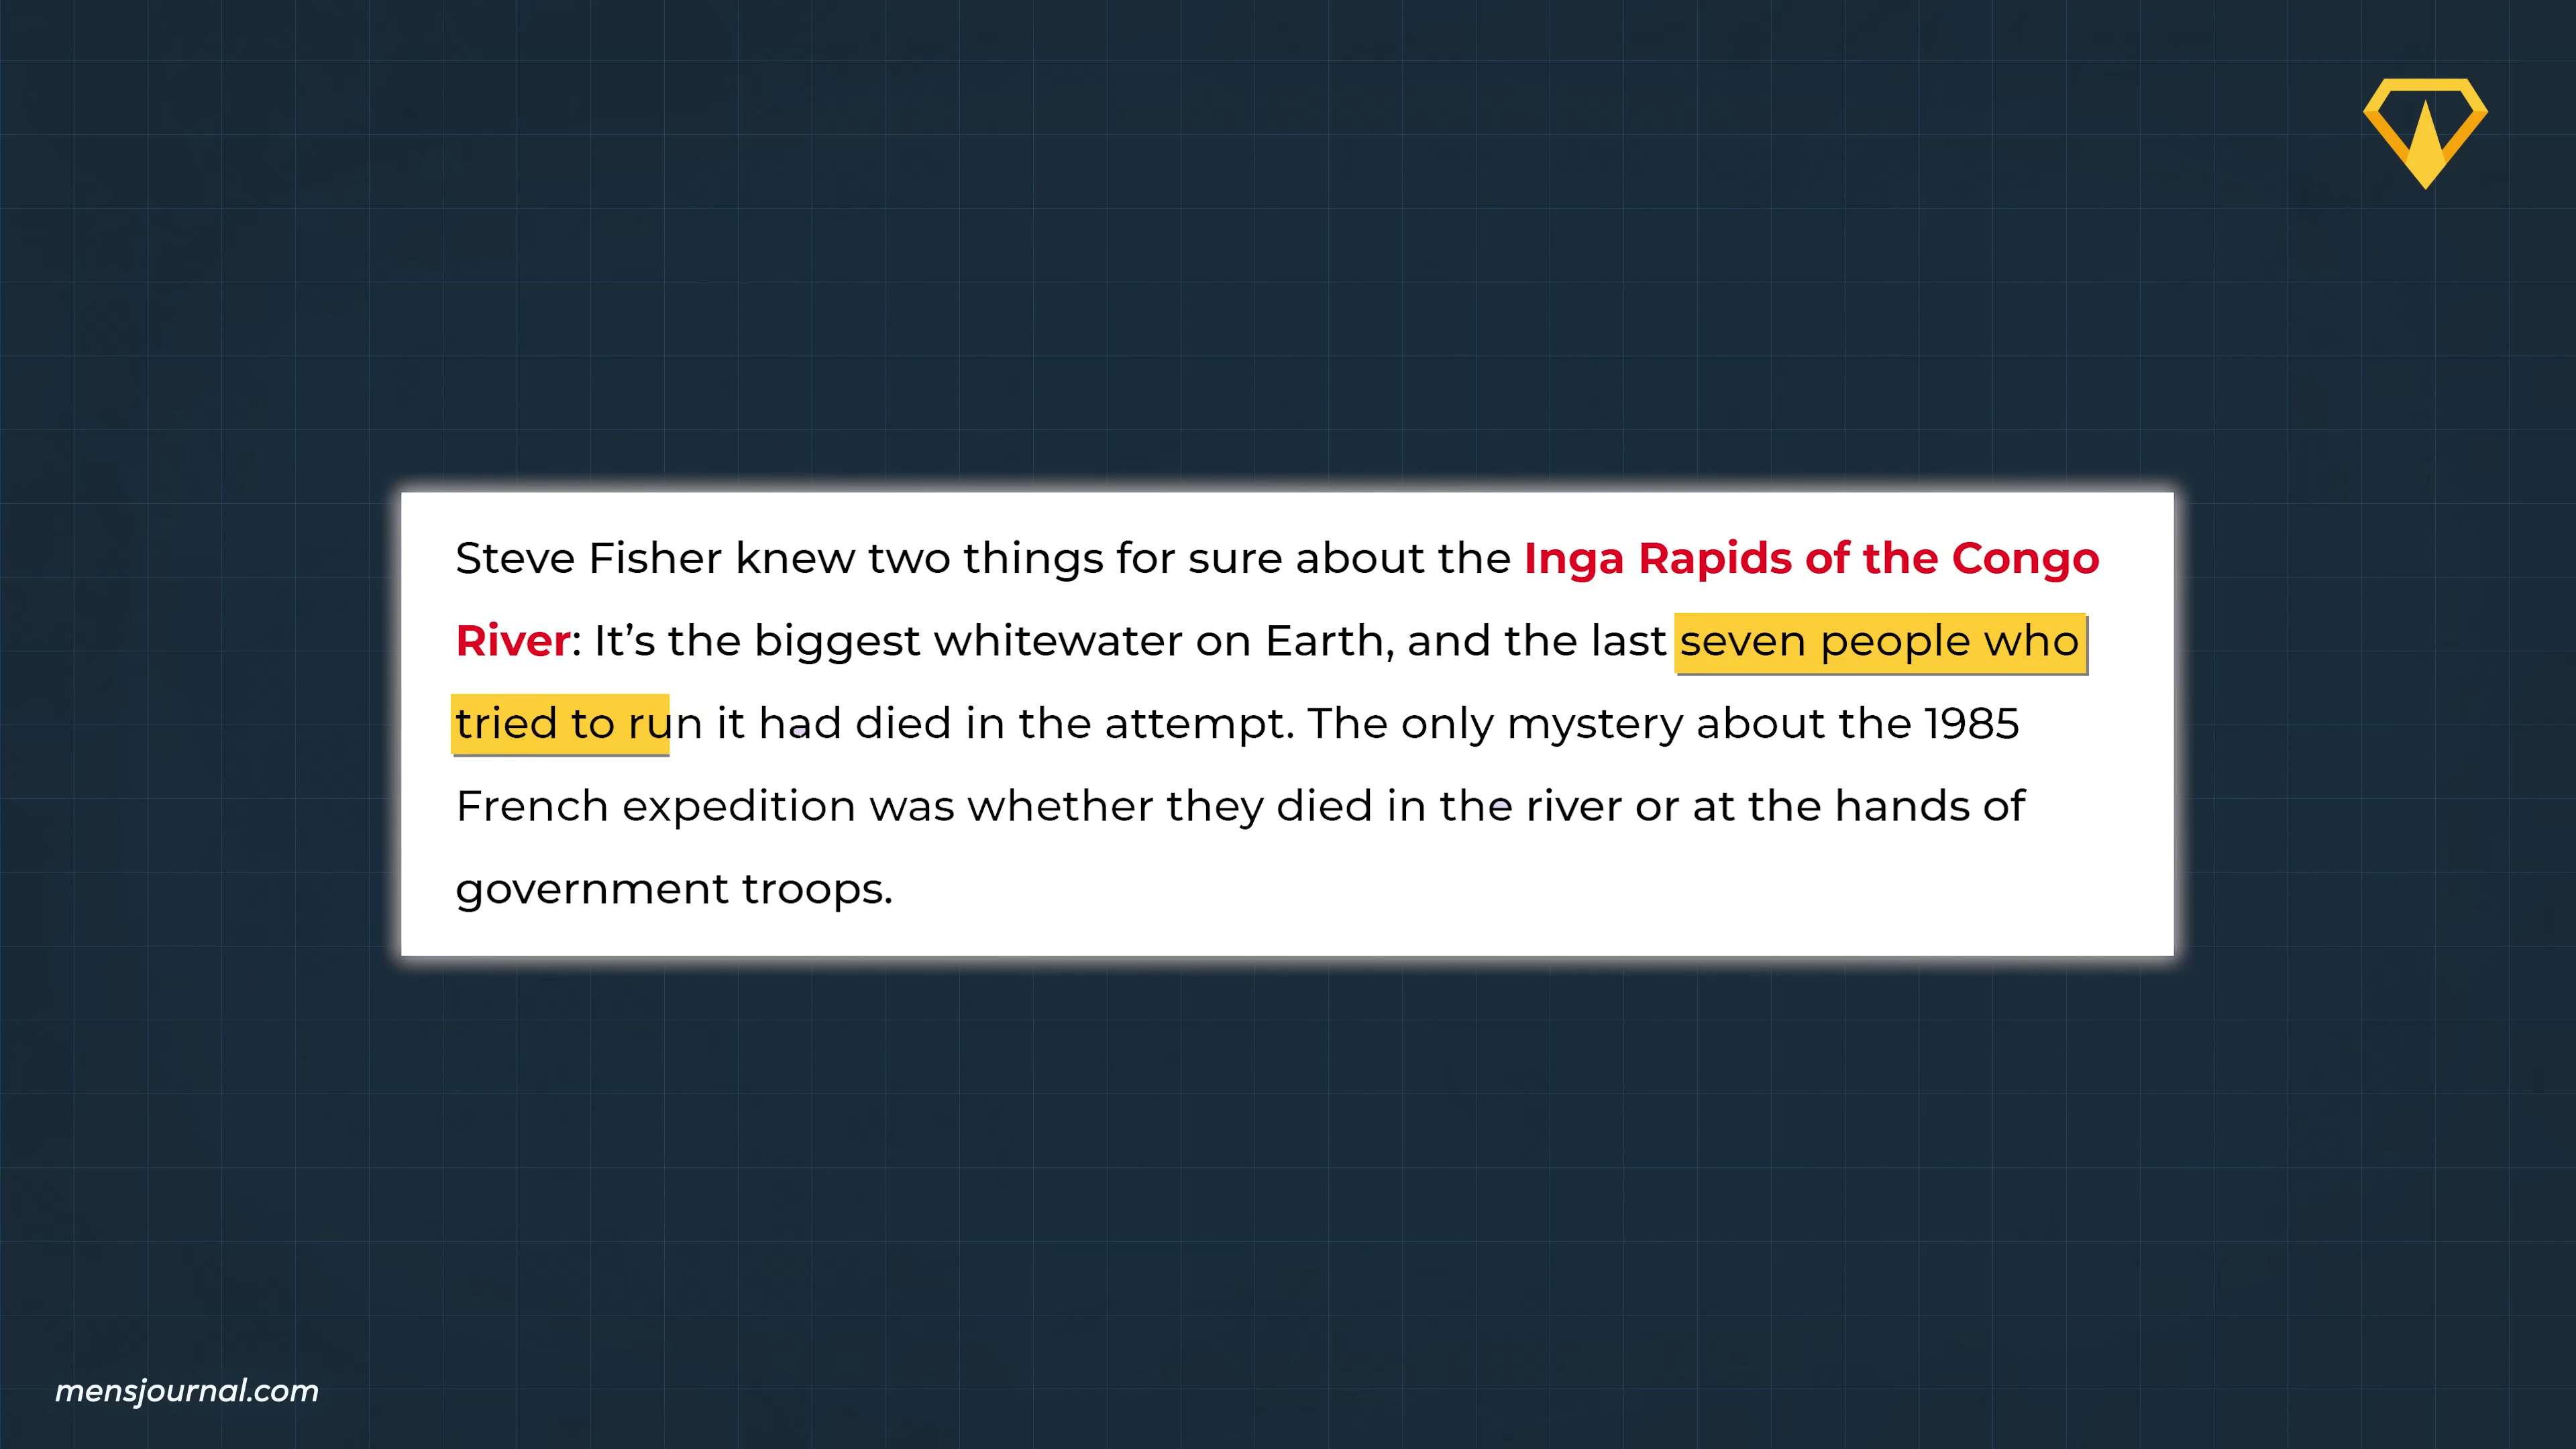 Steve Fisher knew two things for sure about the Inga Rapids of the Congo
River: It’s the biggest whitewater on Earth, and the last seven people who
tried to run it had died in the attempt. The only mystery about the 1985
French expedition was whether they died in the river or at the hands of
government troops.
mensjournal.com